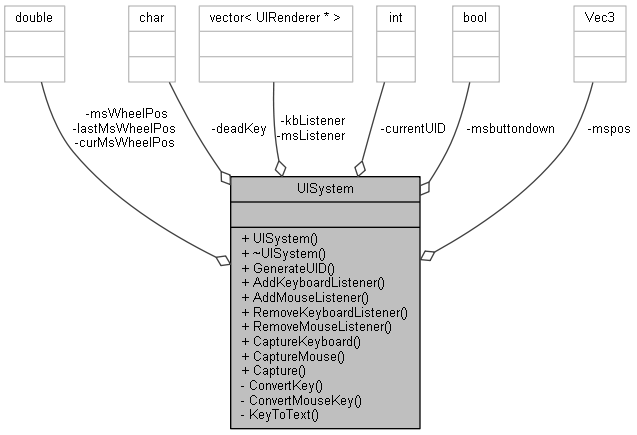 double
char
vector< UIRenderer * >
int
bool
Vec3
-msWheelPos
-lastMsWheelPos
-curMsWheelPos
-deadKey
-kbListener
-msListener
-currentUID
-msbuttondown
-mspos
UISystem
+ UISystem()
+ ~UISystem()
+ GenerateUID()
+ AddKeyboardListener()
+ AddMouseListener()
+ RemoveKeyboardListener()
+ RemoveMouseListener()
+ CaptureKeyboard()
+ CaptureMouse()
+ Capture()
- ConvertKey()
- ConvertMouseKey()
- KeyToText()